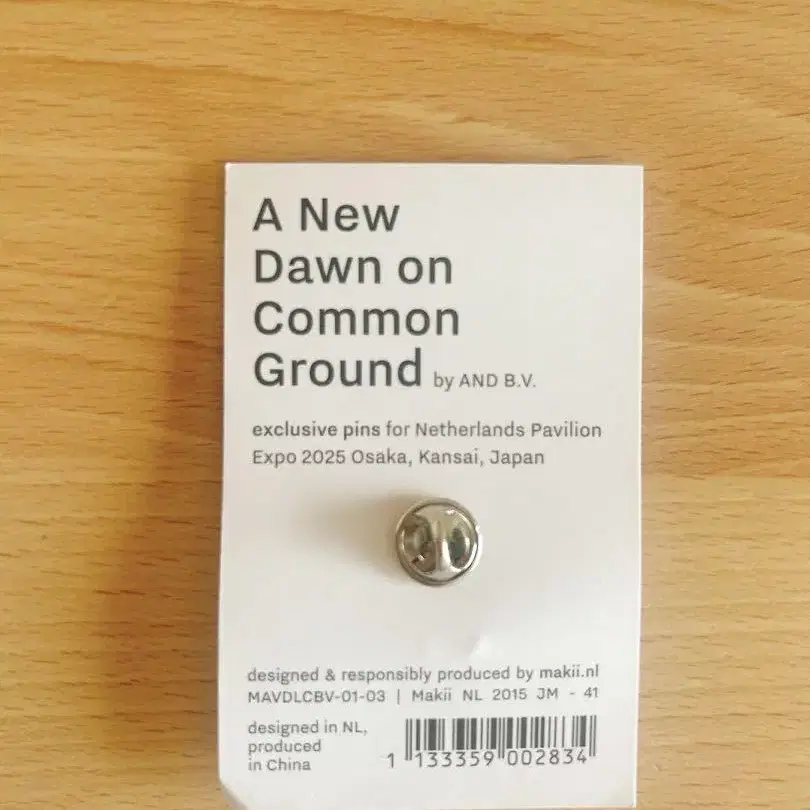 A New
Dawn on
Common
Ground by AND B.V.
exclusive pins for Netherlands Pavilion
Expo 2025 Osaka, Kansai, Japan
designed & responsibly produced by makii.nl
MAVDLCBV-01-03 | Makii NL 2015 JM - 41
designed in NL,
produced
in China
1 133359 002834